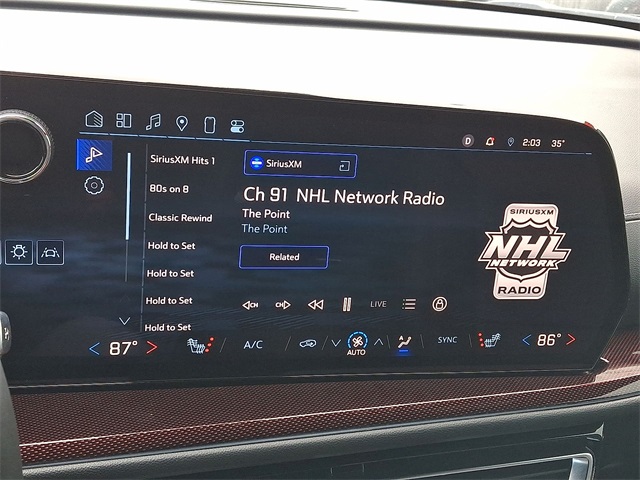 D 2:03 35°
SiriusXM Hits 1
80s on 8
Classic Rewind
Hold to Set
Hold to Set
Hold to Set
Hold to Set
SiriusXM
Ch 91 NHL Network Radio
The Point
The Point
Related
CH CH LIVE
SIRIUSXM
NHL
NETWORK
RADIO
87° A/C AUTO SYNC 86°